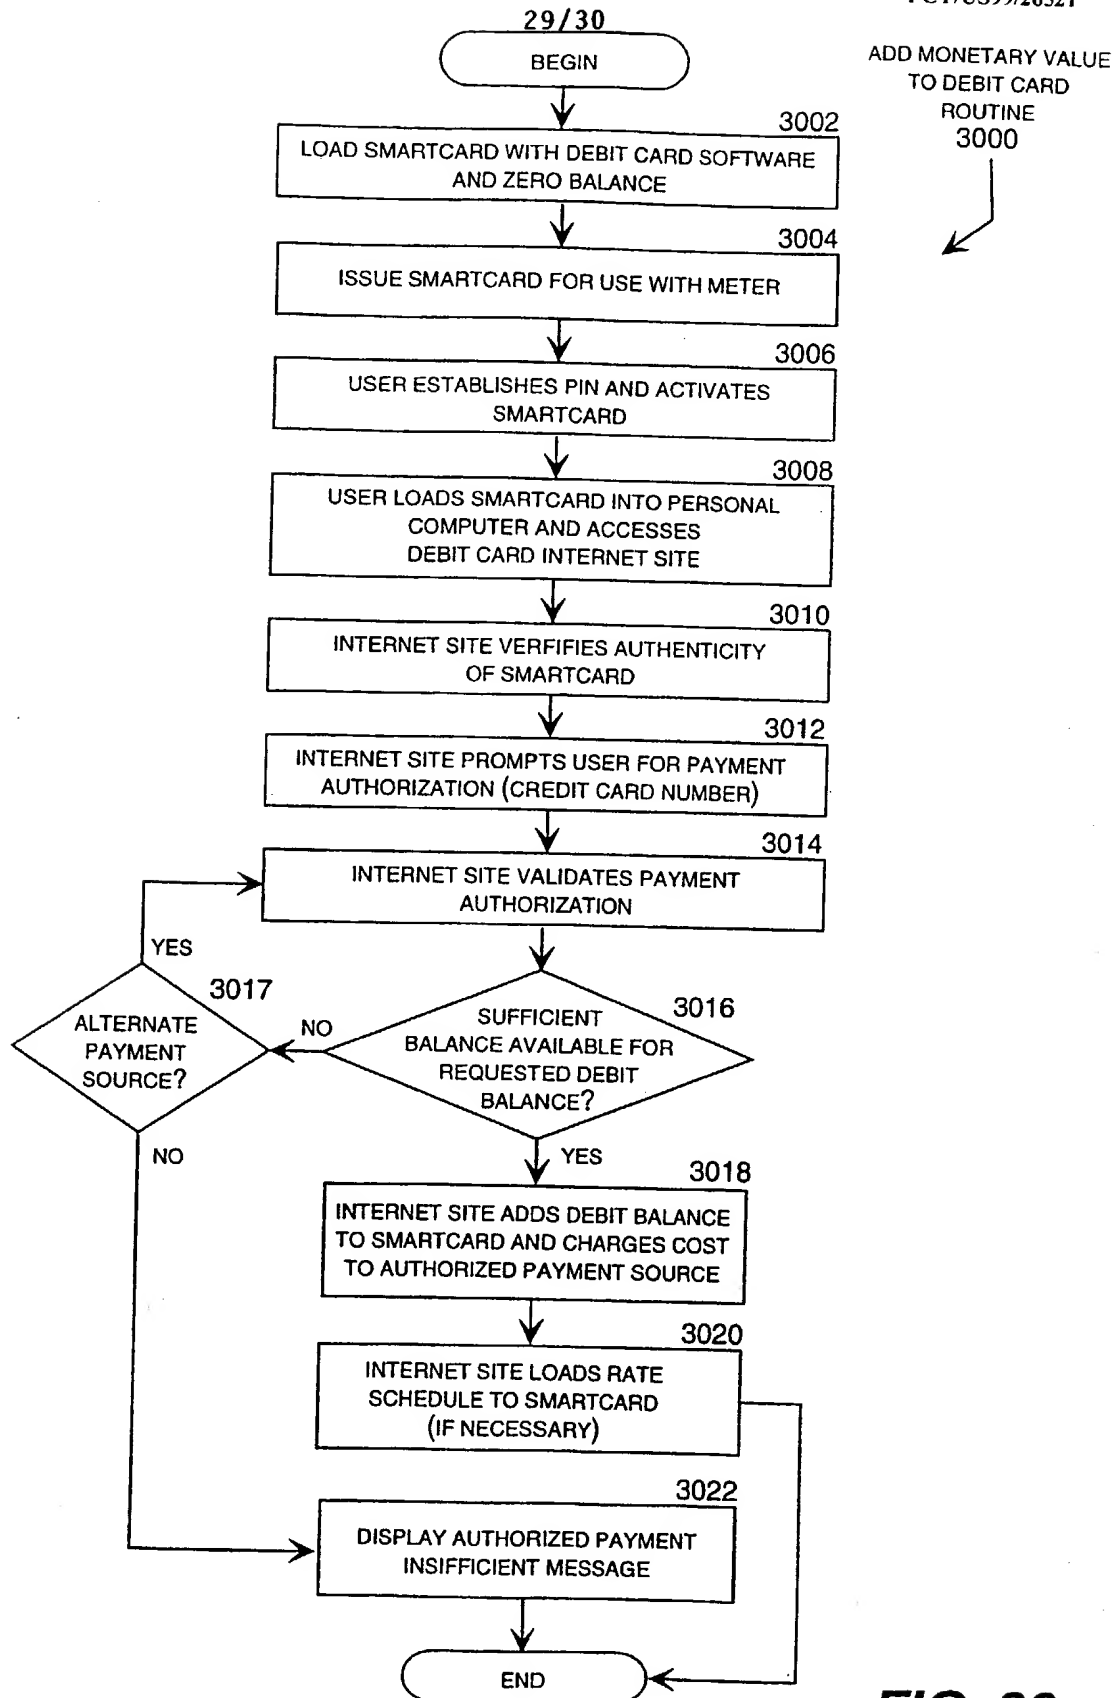 29/30
BEGIN
ADD MONETARY VALUE
TO DEBIT CARD
ROUTINE
3000
3002
LOAD SMARTCARD WITH DEBIT CARD SOFTWARE
AND ZERO BALANCE
3004
ISSUE SMARTCARD FOR USE WITH METER
3006
USER ESTABLISHES PIN AND ACTIVATES
SMARTCARD
3008
USER LOADS SMARTCARD INTO PERSONAL
COMPUTER AND ACCESSES
DEBIT CARD INTERNET SITE
3010
INTERNET SITE VERFIFIES AUTHENTICITY
OF SMARTCARD
3012
INTERNET SITE PROMPTS USER FOR PAYMENT
AUTHORIZATION (CREDIT CARD NUMBER)
3014
INTERNET SITE VALIDATES PAYMENT
AUTHORIZATION
YES
3017
ALTERNATE
PAYMENT
SOURCE?
NO
3016
SUFFICIENT
BALANCE AVAILABLE FOR
REQUESTED DEBIT
BALANCE?
NO
YES
3018
INTERNET SITE ADDS DEBIT BALANCE
TO SMARTCARD AND CHARGES COST
TO AUTHORIZED PAYMENT SOURCE
3020
INTERNET SITE LOADS RATE
SCHEDULE TO SMARTCARD
(IF NECESSARY)
3022
DISPLAY AUTHORIZED PAYMENT
INSIFFICIENT MESSAGE
END